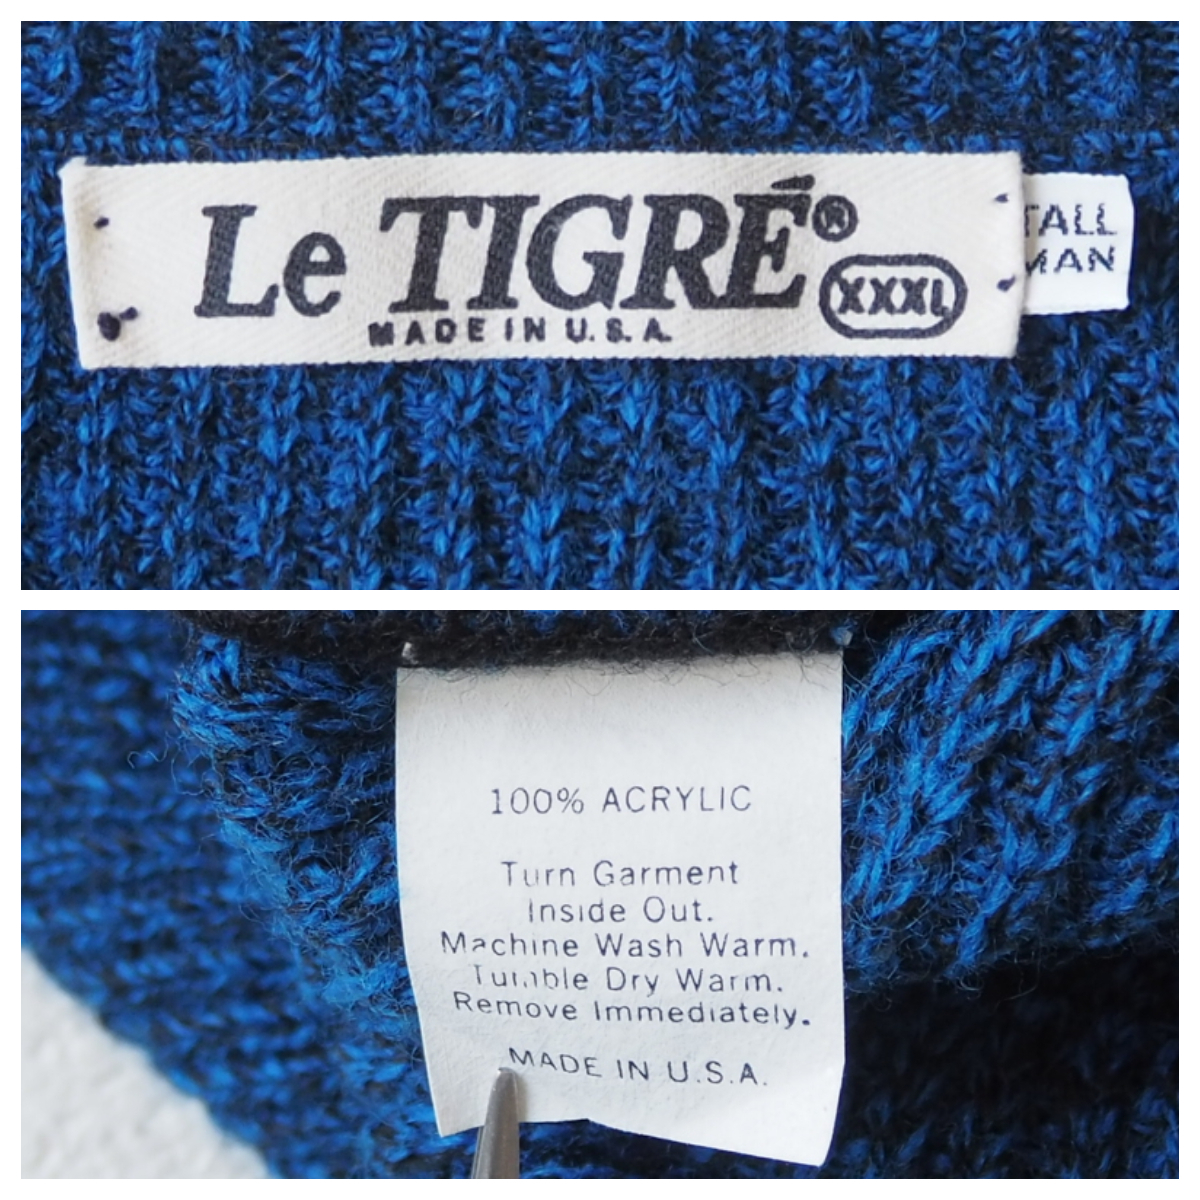 Le TIGRÉ®
XXXL
MADE IN U.S.A.
TALL
MAN
100% ACRYLIC
Turn Garment
Inside Out.
Machine Wash Warm.
Tumble Dry Warm.
Remove Immediately.
MADE IN U.S.A.